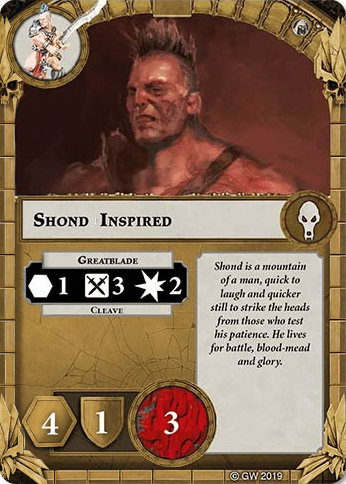 Shond Inspired
Greatblade
1 3 2
Cleave
Shond is a mountain
of a man, quick to
laugh and quicker
still to strike the heads
from those who test
his patience. He lives
for battle, blood-mead
and glory.
4 1 3
© GW 2019